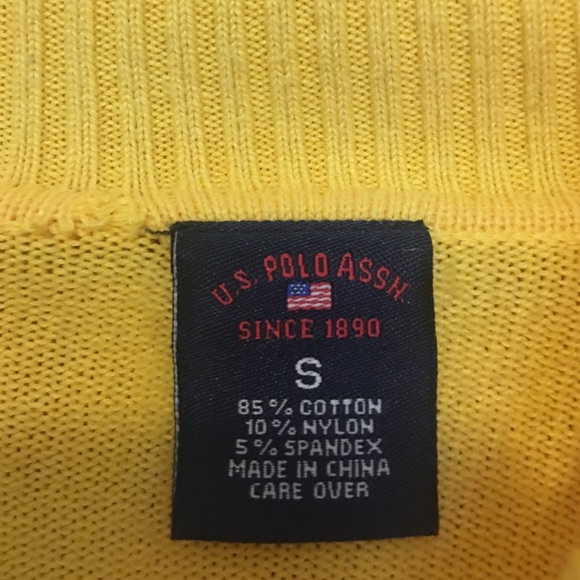 U.S. POLO ASSN.
SINCE 1890
S
85% COTTON
10% NYLON
5% SPANDEX
MADE IN CHINA
CARE OVER